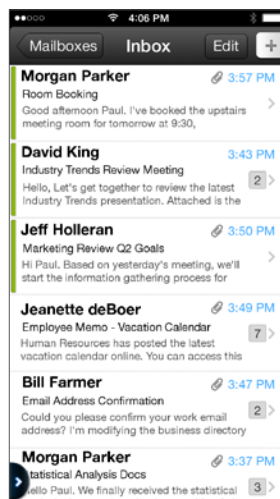 4:06 PM
Mailboxes Inbox Edit +
Morgan Parker 3:57 PM
Room Booking
Good afternoon Paul. I've booked the upstairs
meeting room for tomorrow at 9:30,
David King 3:43 PM
Industry Trends Review Meeting
Hello, Let's get together to review the latest 2
Industry Trends presentation. Attached is the
Jeff Holleran 3:50 PM
Marketing Review Q2 Goals
Hi Paul. Based on yesterday's meeting, we'll
start the information gathering process for
Jeanette deBoer 3:49 PM
Employee Memo - Vacation Calendar
Human Resources has posted the latest 7
vacation calendar online. You can access this
Bill Farmer 3:47 PM
Email Address Confirmation
Could you please confirm your work email 2
address? I'm modifying the business directory
Morgan Parker 3:37 PM
tatistical Analysis Docs
ello Paul. We finally received the statistical 3